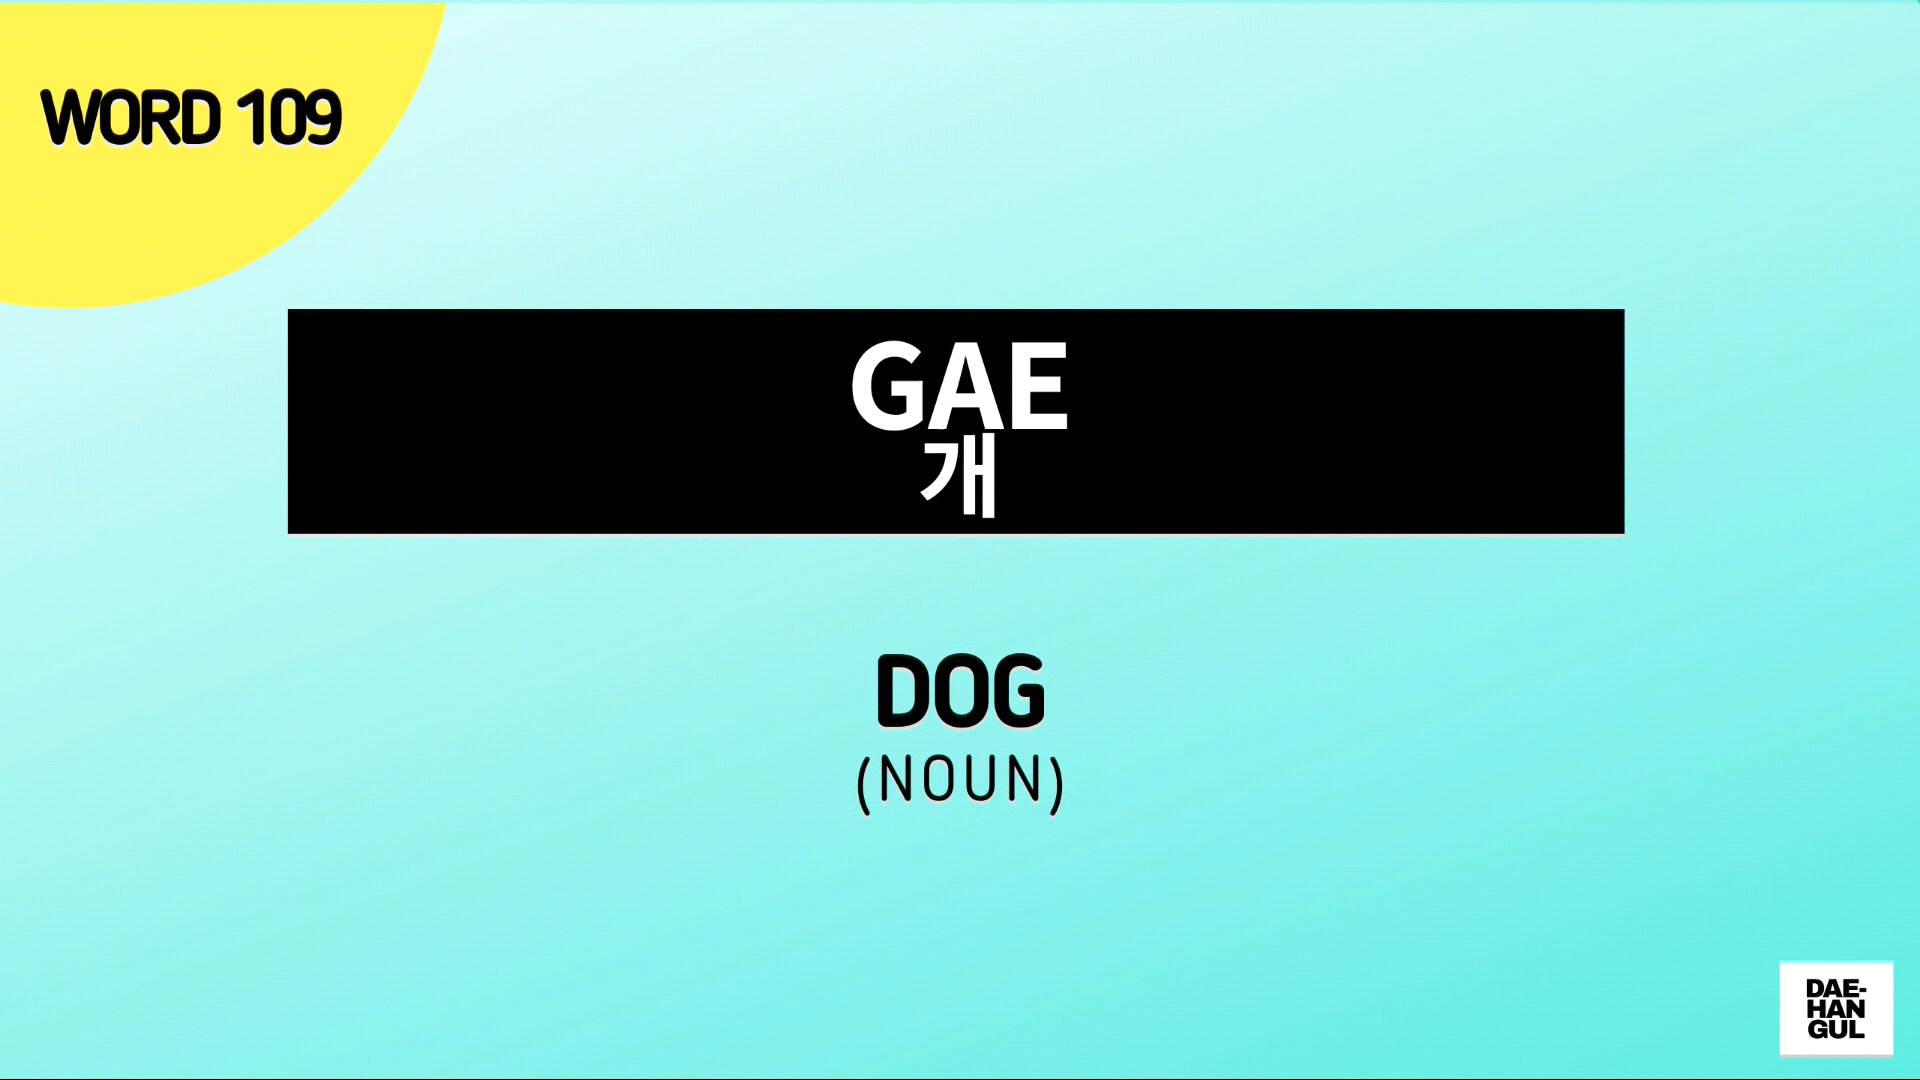 WORD 109
GAE
개
DOG
(NOUN)
DAE-
HAN
GUL